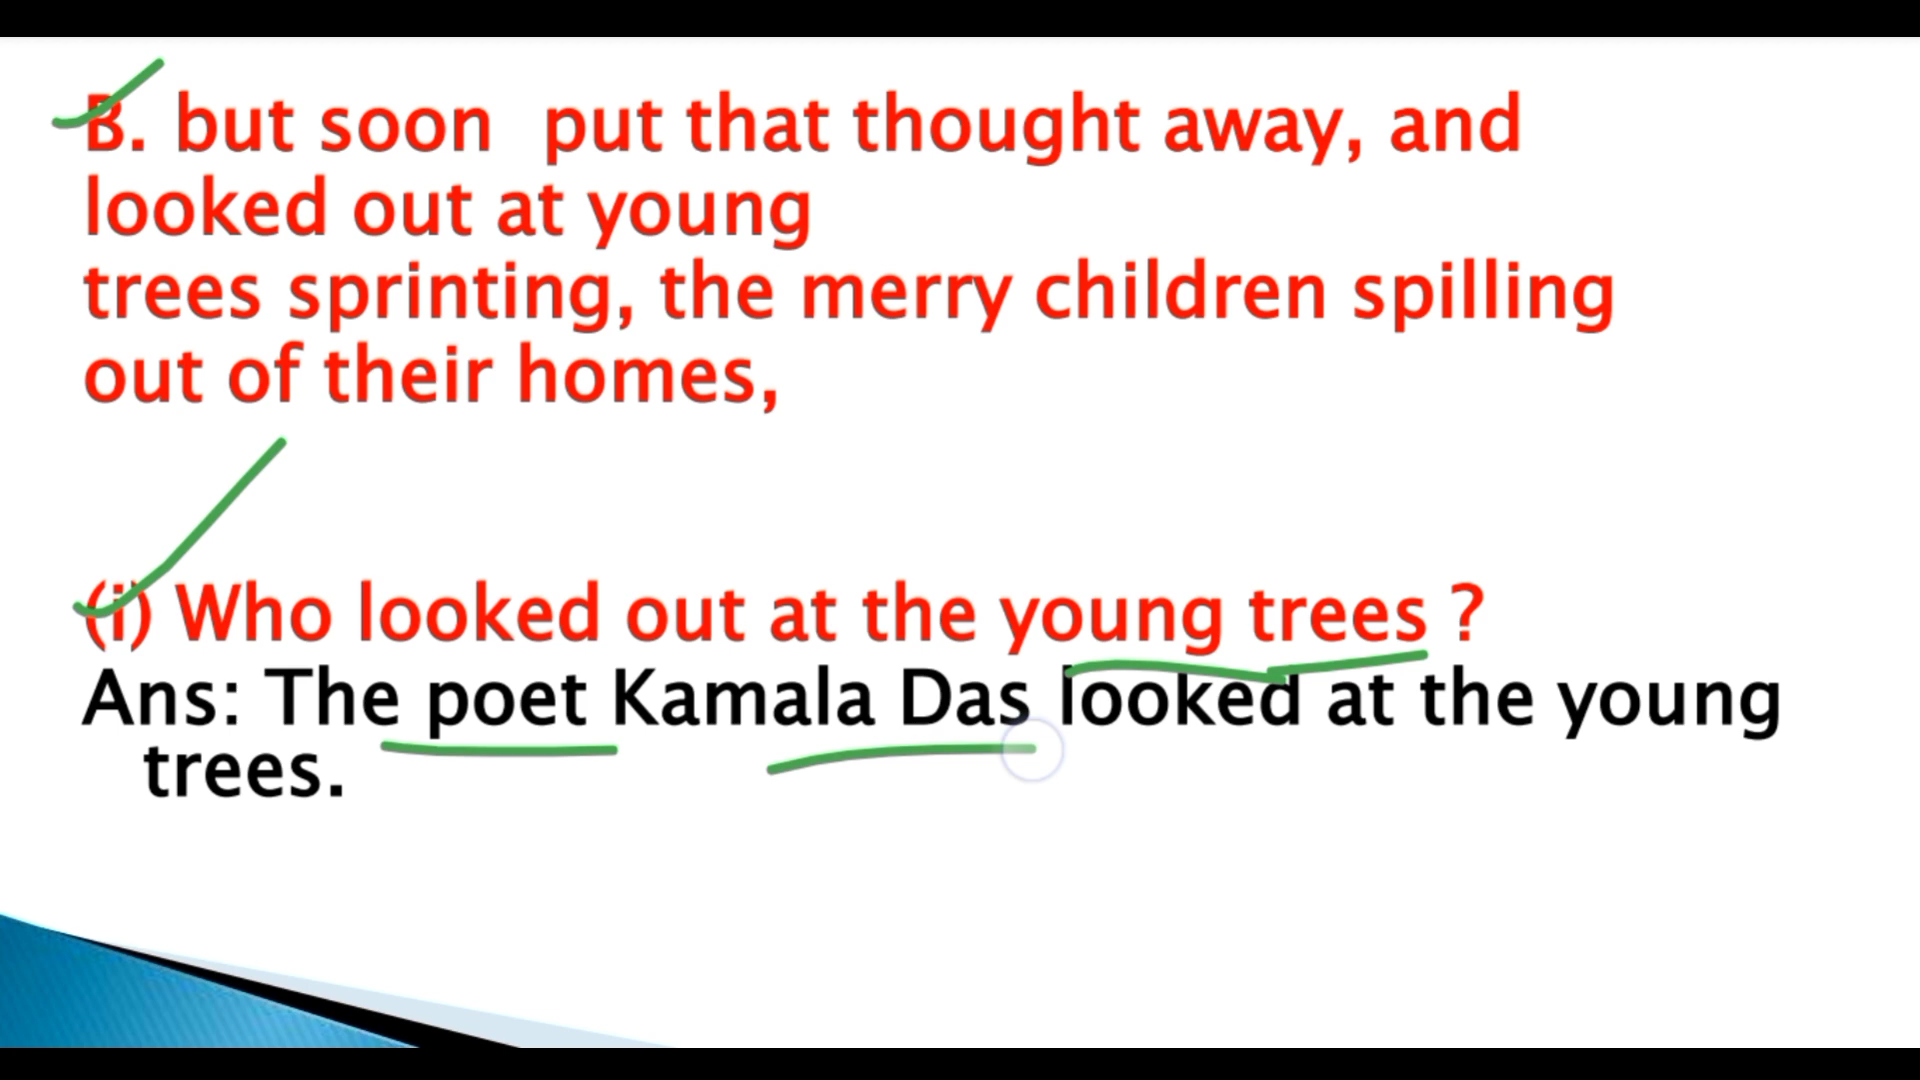 B. but soon  put that thought away, and
looked out at young
trees sprinting, the merry children spilling
out of their homes,
(i) Who looked out at the young trees ?
Ans: The poet Kamala Das looked at the young
trees.